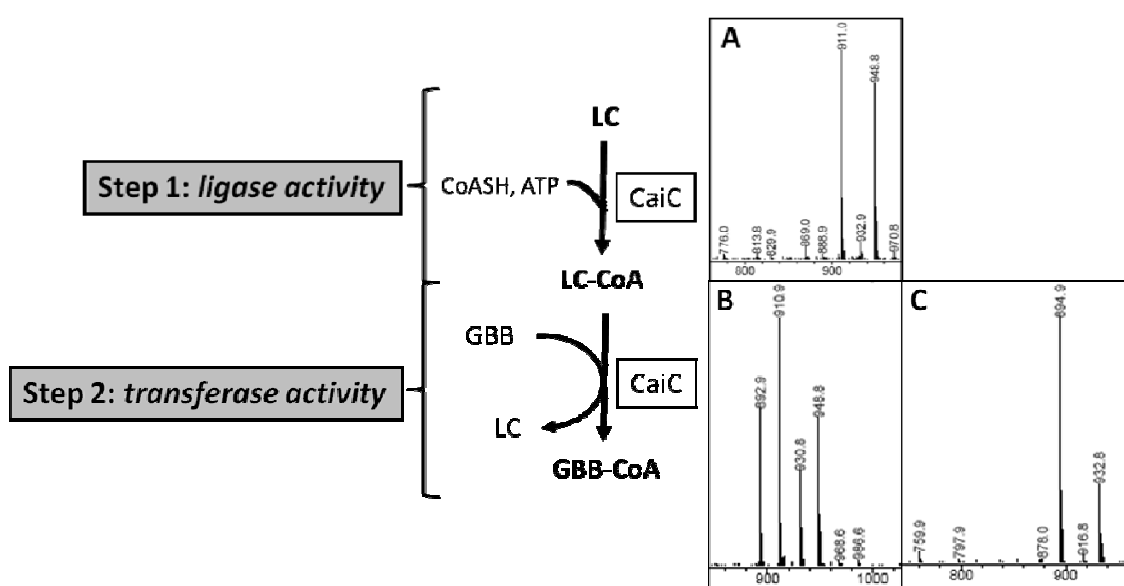 Step 1: ligase activity
CoASH, ATP
LC
CaiC
LC-CoA
Step 2: transferase activity
GBB
CaiC
LC
GBB-CoA
A
776.0
813.8
829.9
869.0
888.9
911.0
932.9
948.8
970.8
800
900
B
892.9
910.9
930.8
948.8
968.6
986.6
900
1000
C
759.9
797.9
878.0
894.9
916.8
932.8
800
900